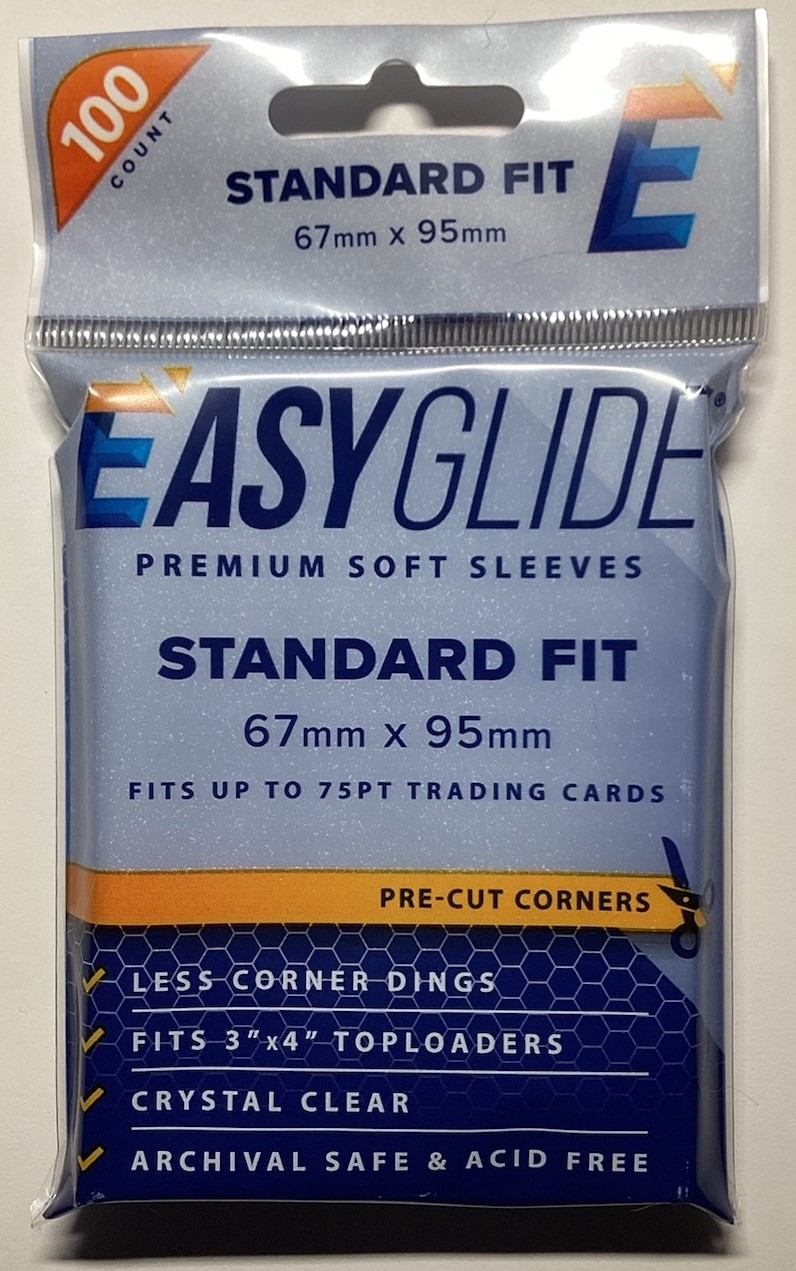 100
COUNT
STANDARD FIT
67mm x 95mm
E
EASYGLIDE®
PREMIUM SOFT SLEEVES
STANDARD FIT
67mm x 95mm
FITS UP TO 75PT TRADING CARDS
PRE-CUT CORNERS
LESS CORNER DINGS
FITS 3”x4” TOPLOADERS
CRYSTAL CLEAR
ARCHIVAL SAFE & ACID FREE